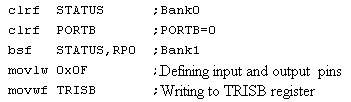 clrf STATUS ;Bank0
clrf PORTB ;PORTB=0
bsf STATUS,RP0 ;Bank1
movlw 0x0F ;Defining input and output pins
movwf TRISB ;Writing to TRISB register